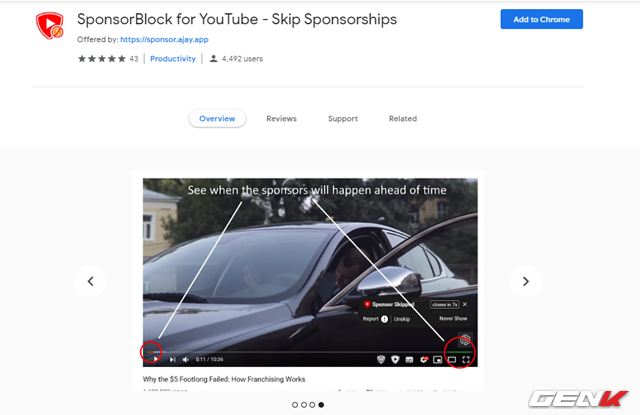 SponsorBlock for YouTube - Skip Sponsorships
Add to Chrome
Offered by: https://sponsor.ajay.app
43 | Productivity | 4,492 users
Overview Reviews Support Related
See when the sponsors will happen ahead of time
Sponsor Skipped closes in 7s X
Report Unskip Never Show
0:11 / 10:36
Why the $5 Footlong Failed: How Franchising Works
GENK